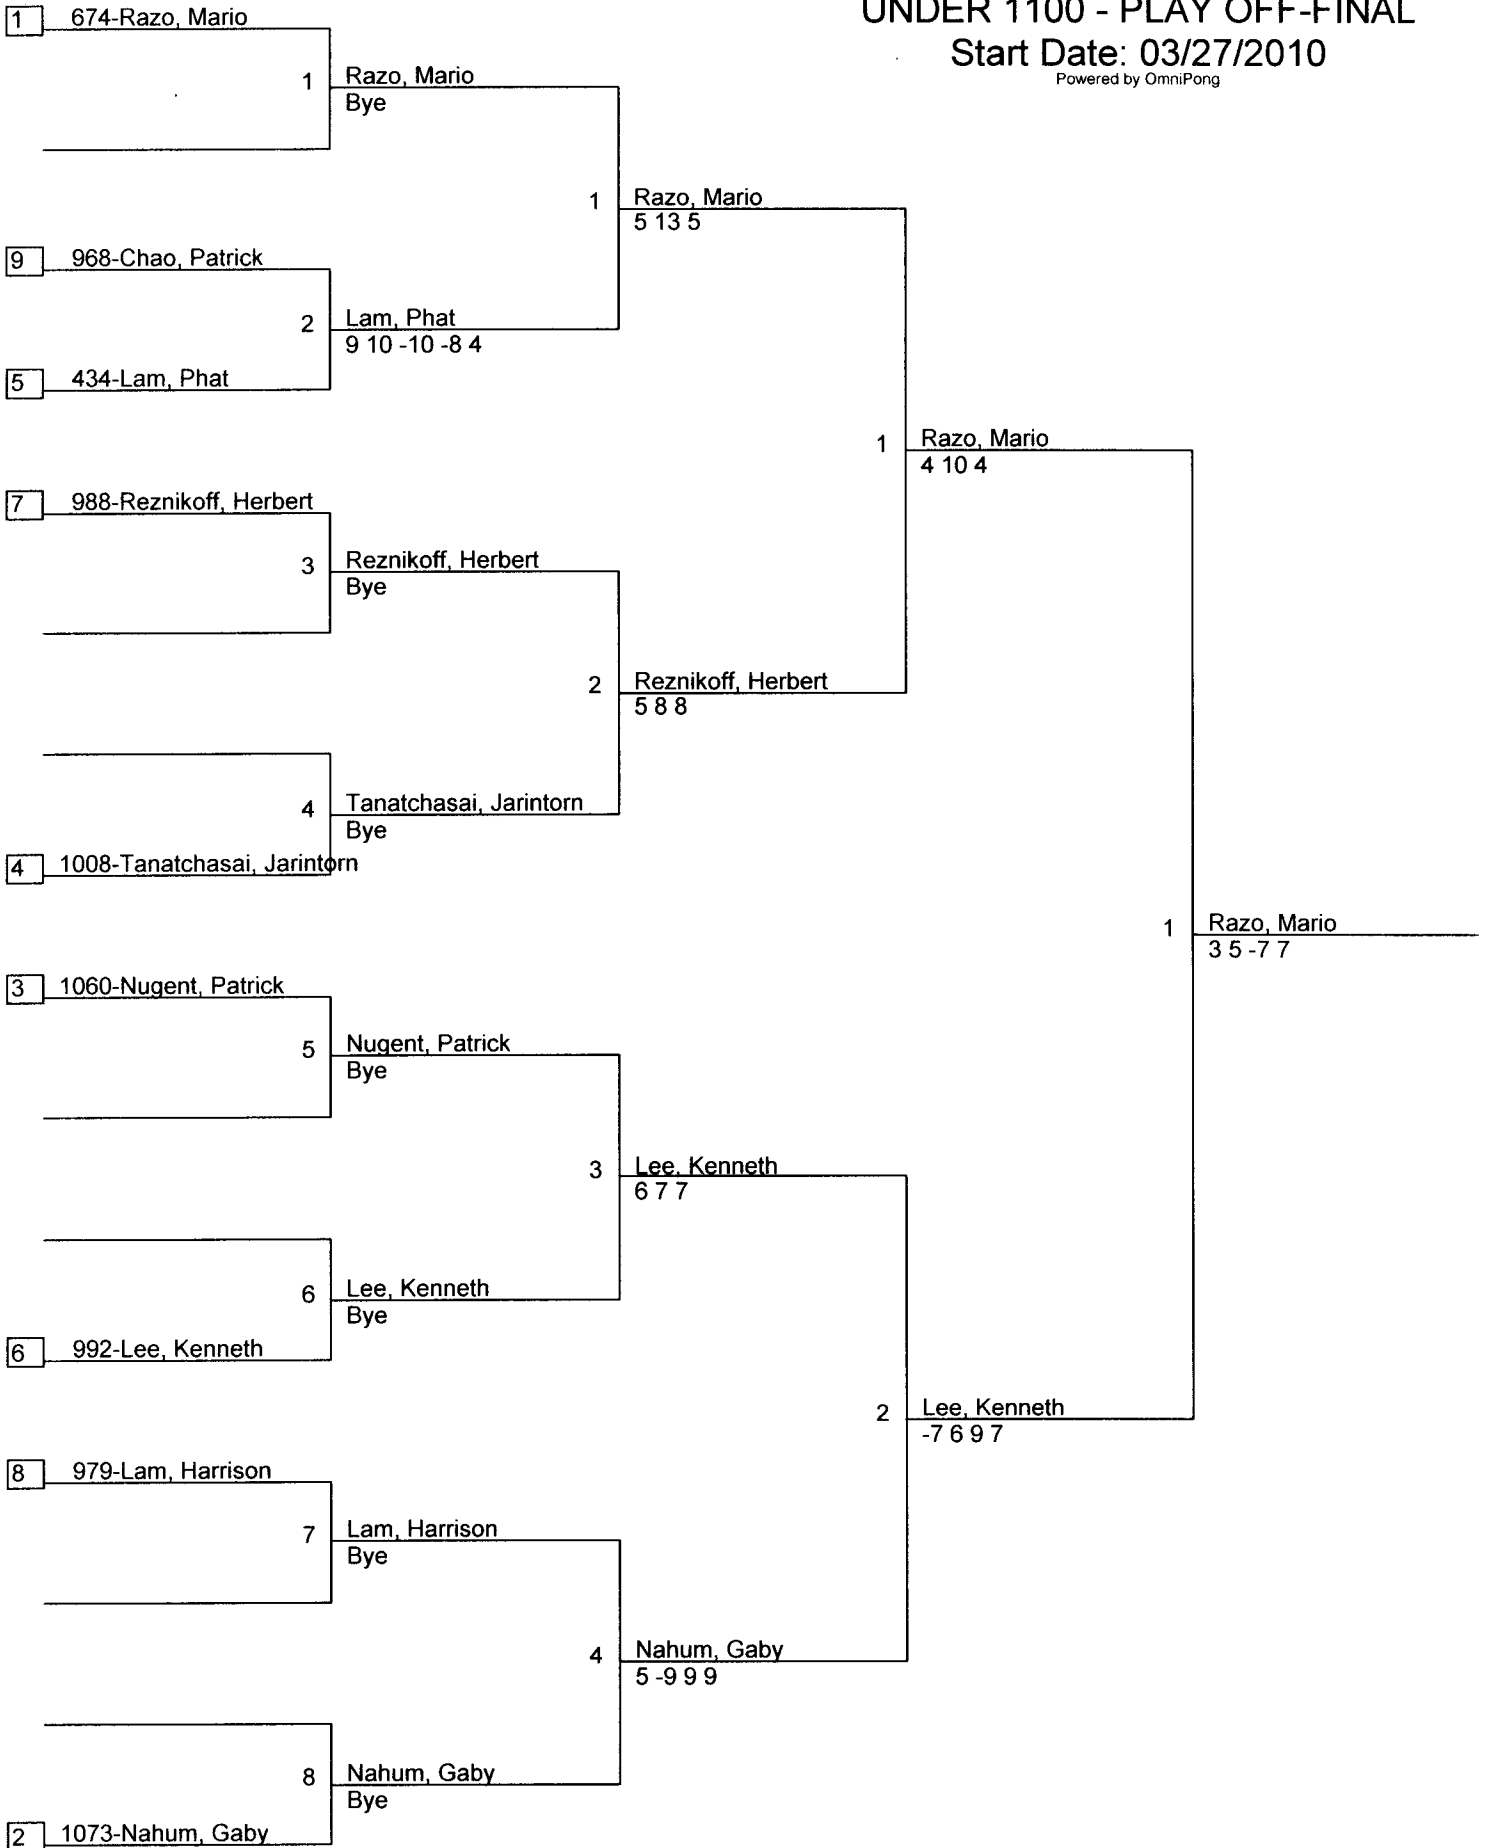 UNDER 1100 - PLAY OFF-FINAL
Start Date: 03/27/2010
Powered by OmniPong
1 674-Razo, Mario
1 Razo, Mario
Bye
1 Razo, Mario
5 13 5
9 968-Chao, Patrick
2 Lam, Phat
9 10 -10 -8 4
5 434-Lam, Phat
1 Razo, Mario
4 10 4
7 988-Reznikoff, Herbert
3 Reznikoff, Herbert
Bye
2 Reznikoff, Herbert
5 8 8
4 Tanatchasai, Jarintorn
Bye
4 1008-Tanatchasai, Jarintorn
1 Razo, Mario
3 5 -7 7
3 1060-Nugent, Patrick
5 Nugent, Patrick
Bye
3 Lee, Kenneth
6 7 7
6 Lee, Kenneth
Bye
6 992-Lee, Kenneth
2 Lee, Kenneth
-7 6 9 7
8 979-Lam, Harrison
7 Lam, Harrison
Bye
4 Nahum, Gaby
5 -9 9 9
8 Nahum, Gaby
Bye
2 1073-Nahum, Gaby